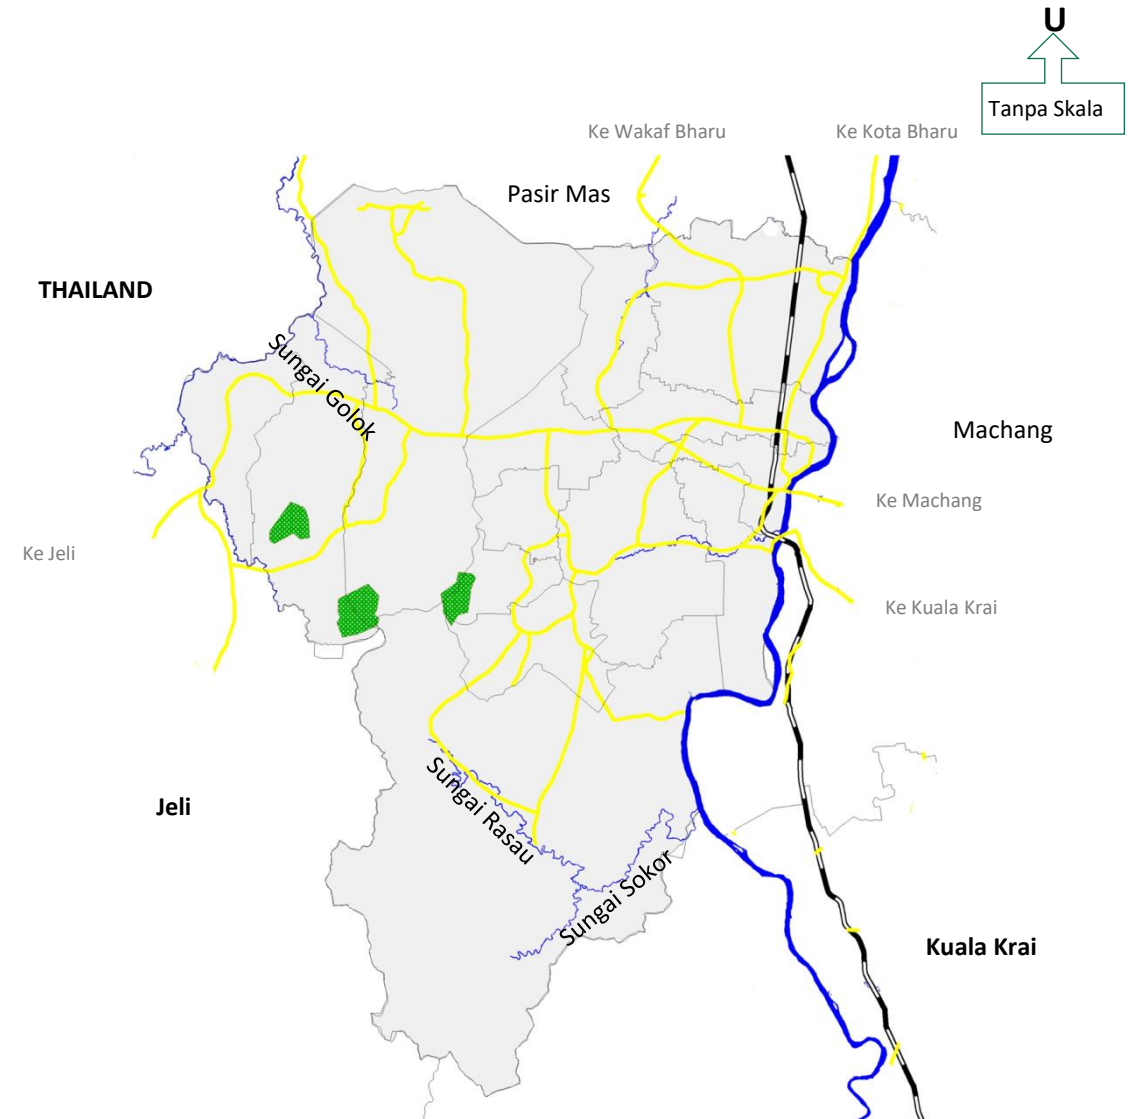 U
Tanpa Skala
Ke Wakaf Bharu
Ke Kota Bharu
Pasir Mas
THAILAND
Sungai Golok
Machang
Ke Machang
Ke Jeli
Ke Kuala Krai
Sungai Rasau
Jeli
Sungai Sokor
Kuala Krai